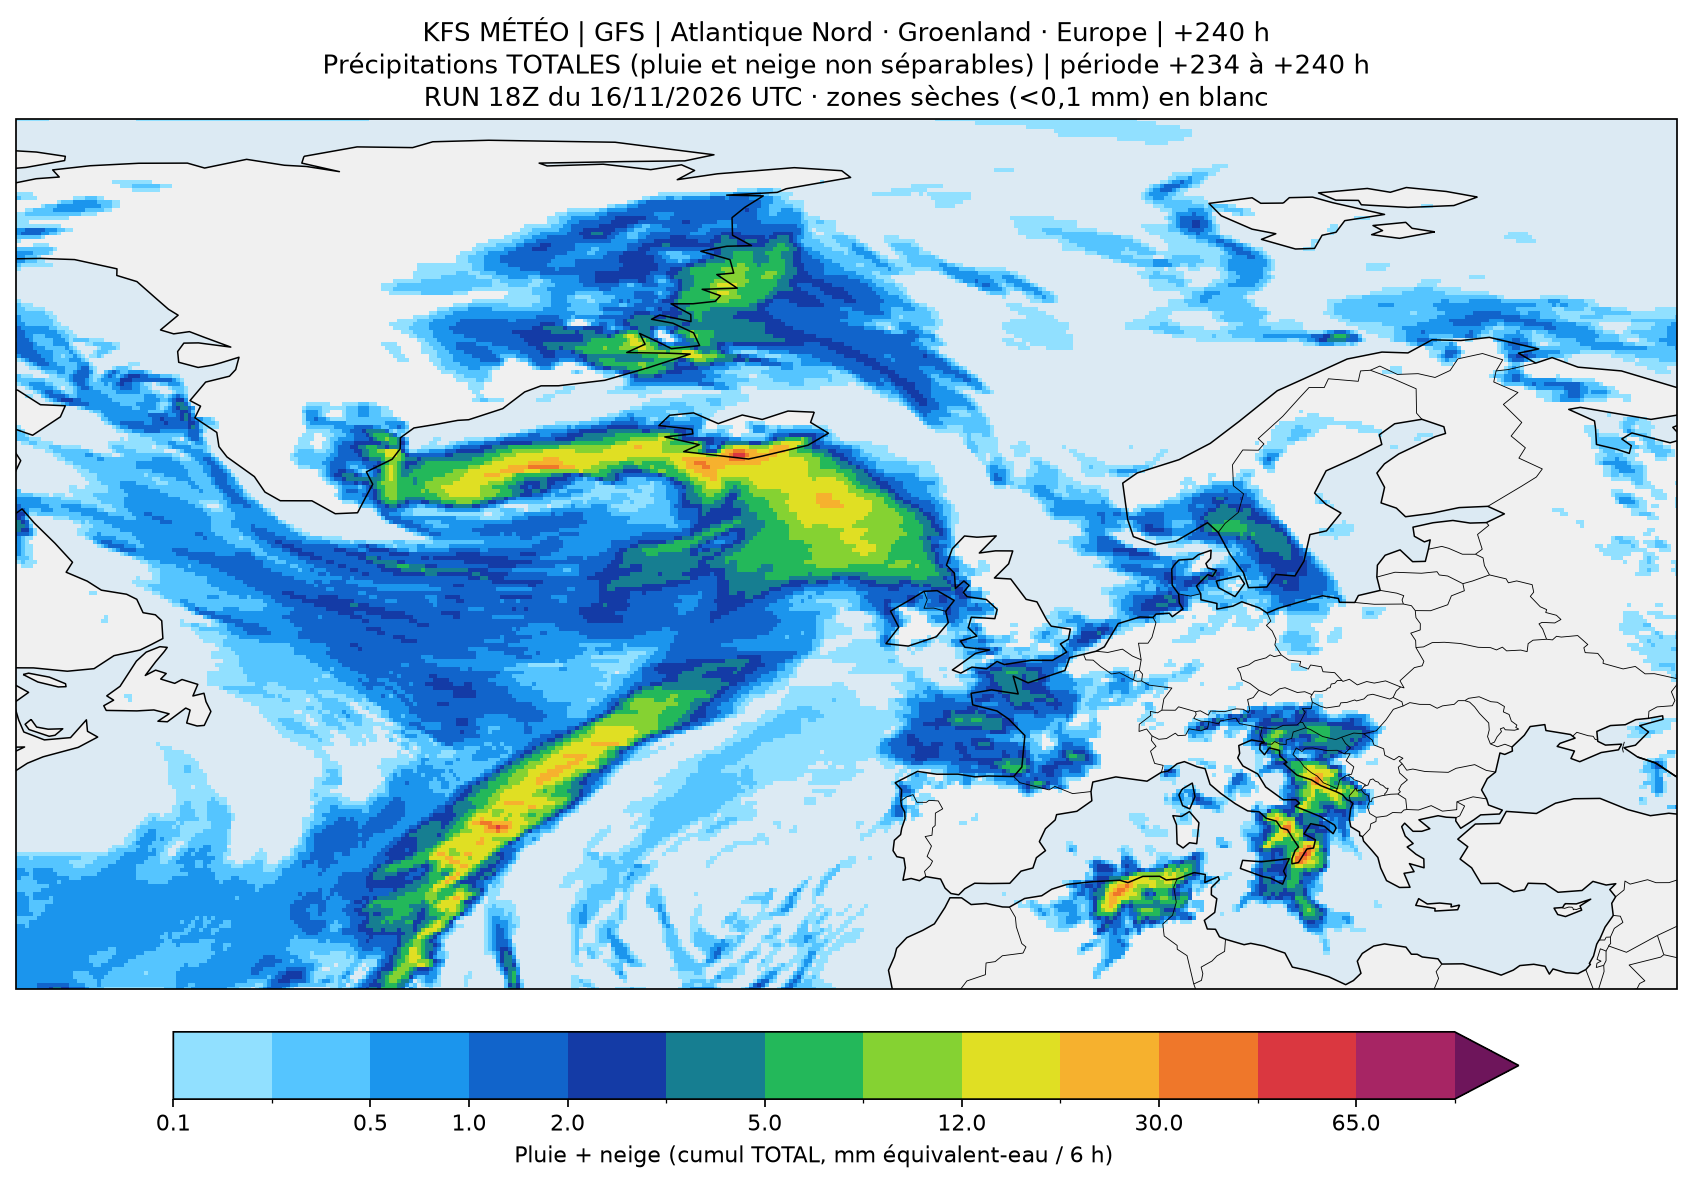 KFS MÉTÉO | GFS | Atlantique Nord · Groenland · Europe | +240 h
Précipitations TOTALES (pluie et neige non séparables) | période +234 à +240 h
RUN 18Z du 16/11/2026 UTC · zones sèches (<0,1 mm) en blanc
0.1 0.5 1.0 2.0 5.0 12.0 30.0 65.0
Pluie + neige (cumul TOTAL, mm équivalent-eau / 6 h)